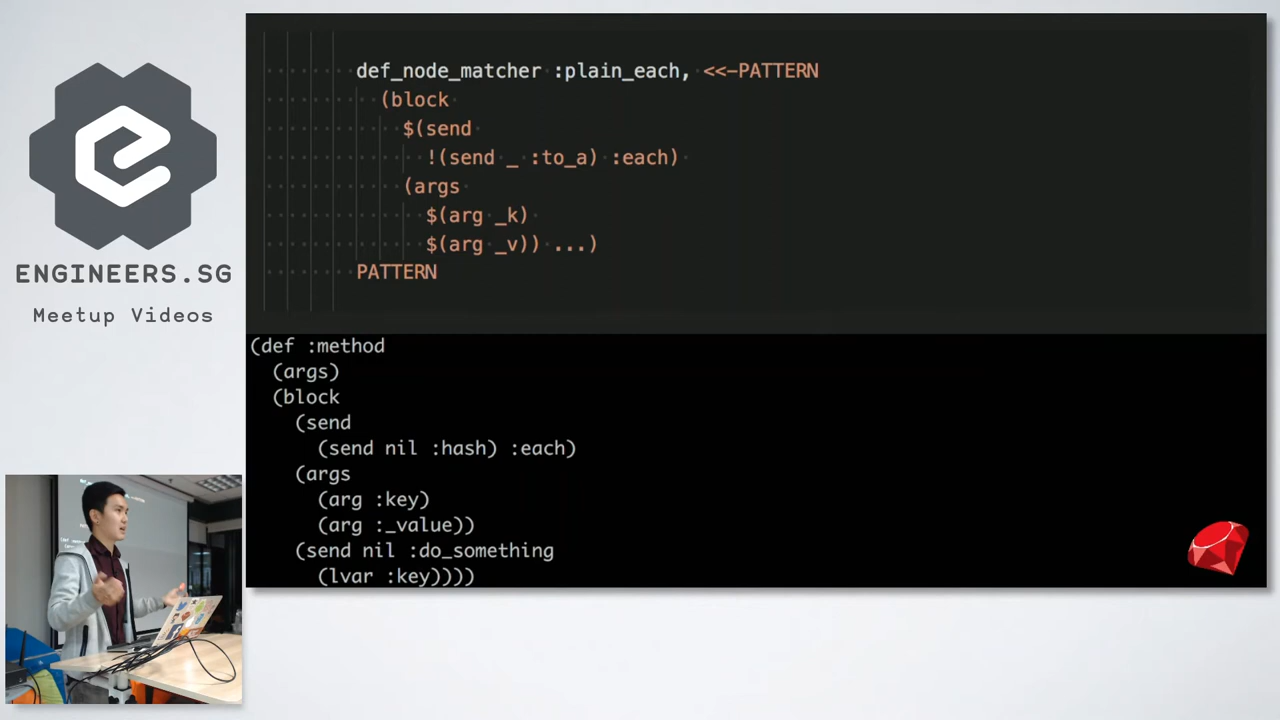 def_node_matcher :plain_each, <<-PATTERN
(block
$(send
!(send _ :to_a) :each)
(args
$(arg _k)
$(arg _v)) ...)
PATTERN
ENGINEERS.SG
Meetup Videos
(def :method
(args)
(block
(send
(send nil :hash) :each)
(args
(arg :key)
(arg :_value))
(send nil :do_something
(lvar :key))))